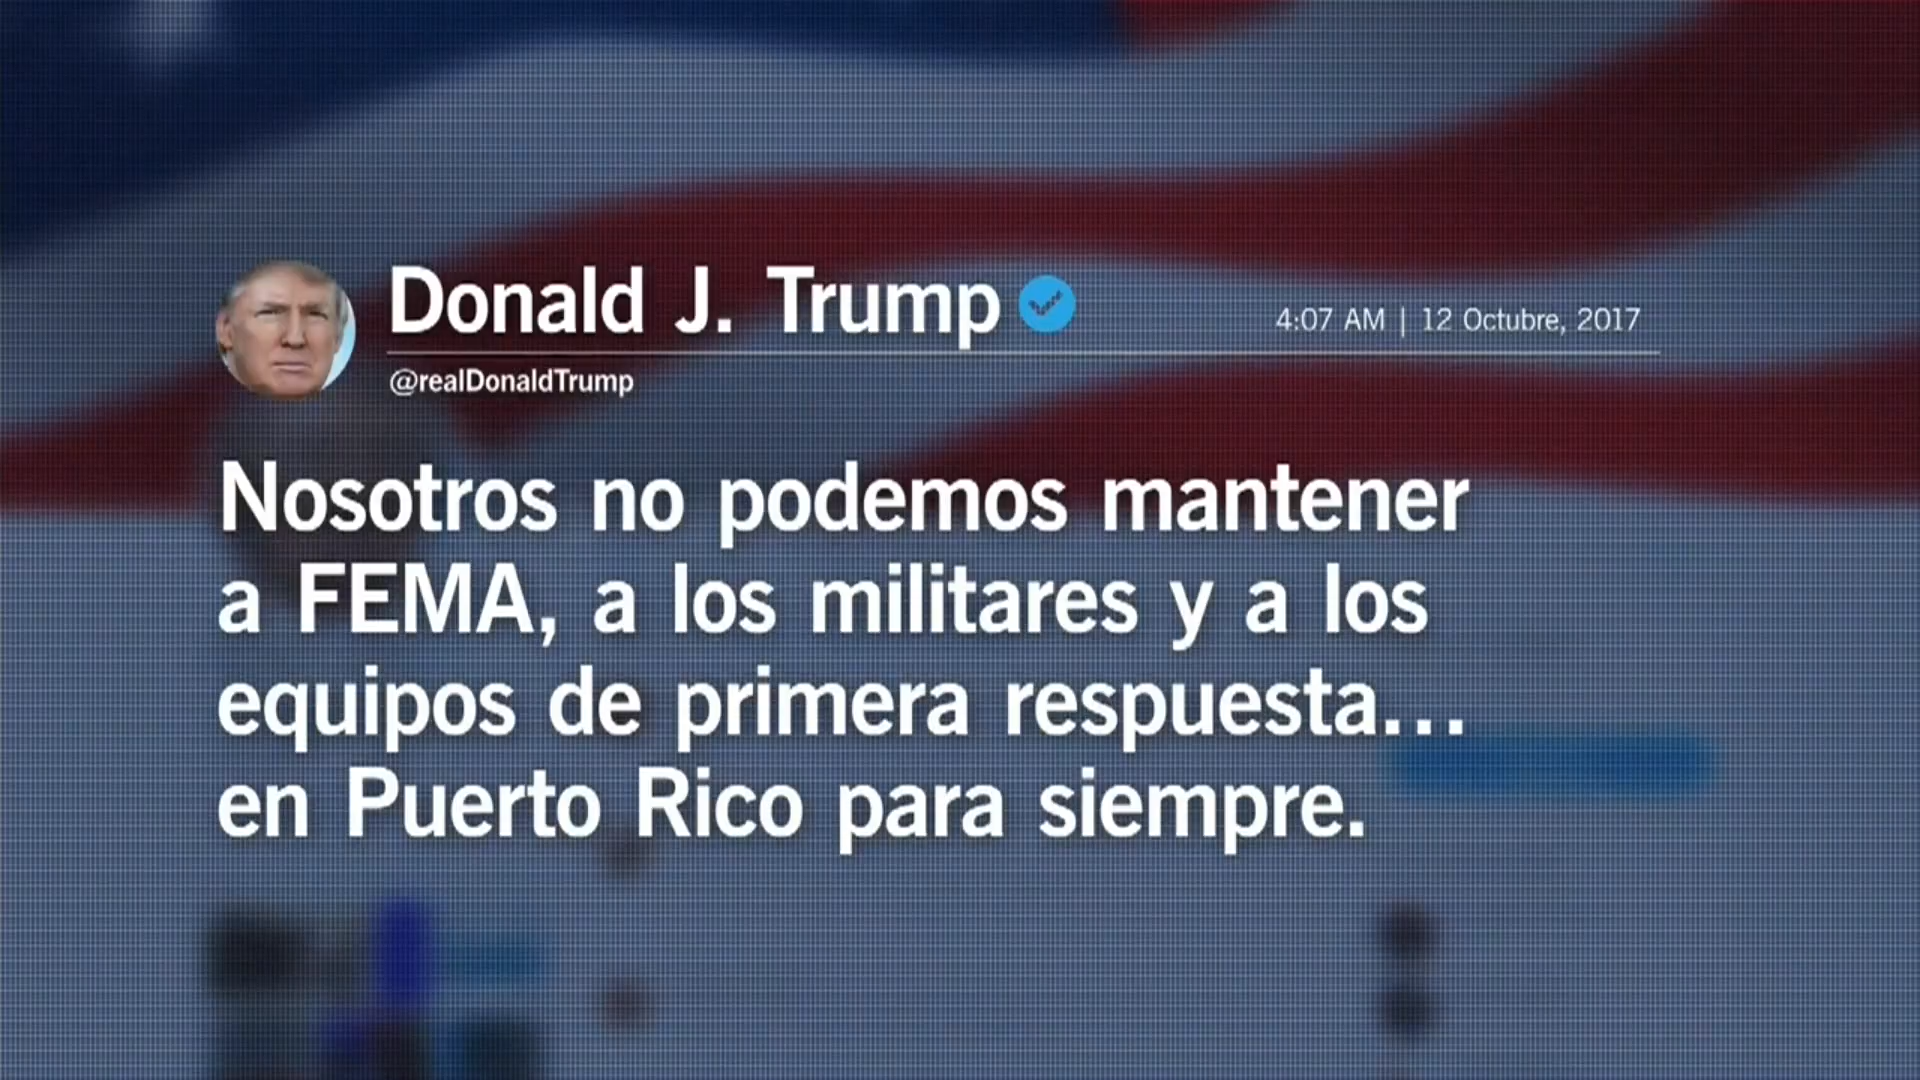 Donald J. Trump
4:07 AM | 12 Octubre, 2017
@realDonaldTrump
Nosotros no podemos mantener
a FEMA, a los militares y a los
equipos de primera respuesta...
en Puerto Rico para siempre.